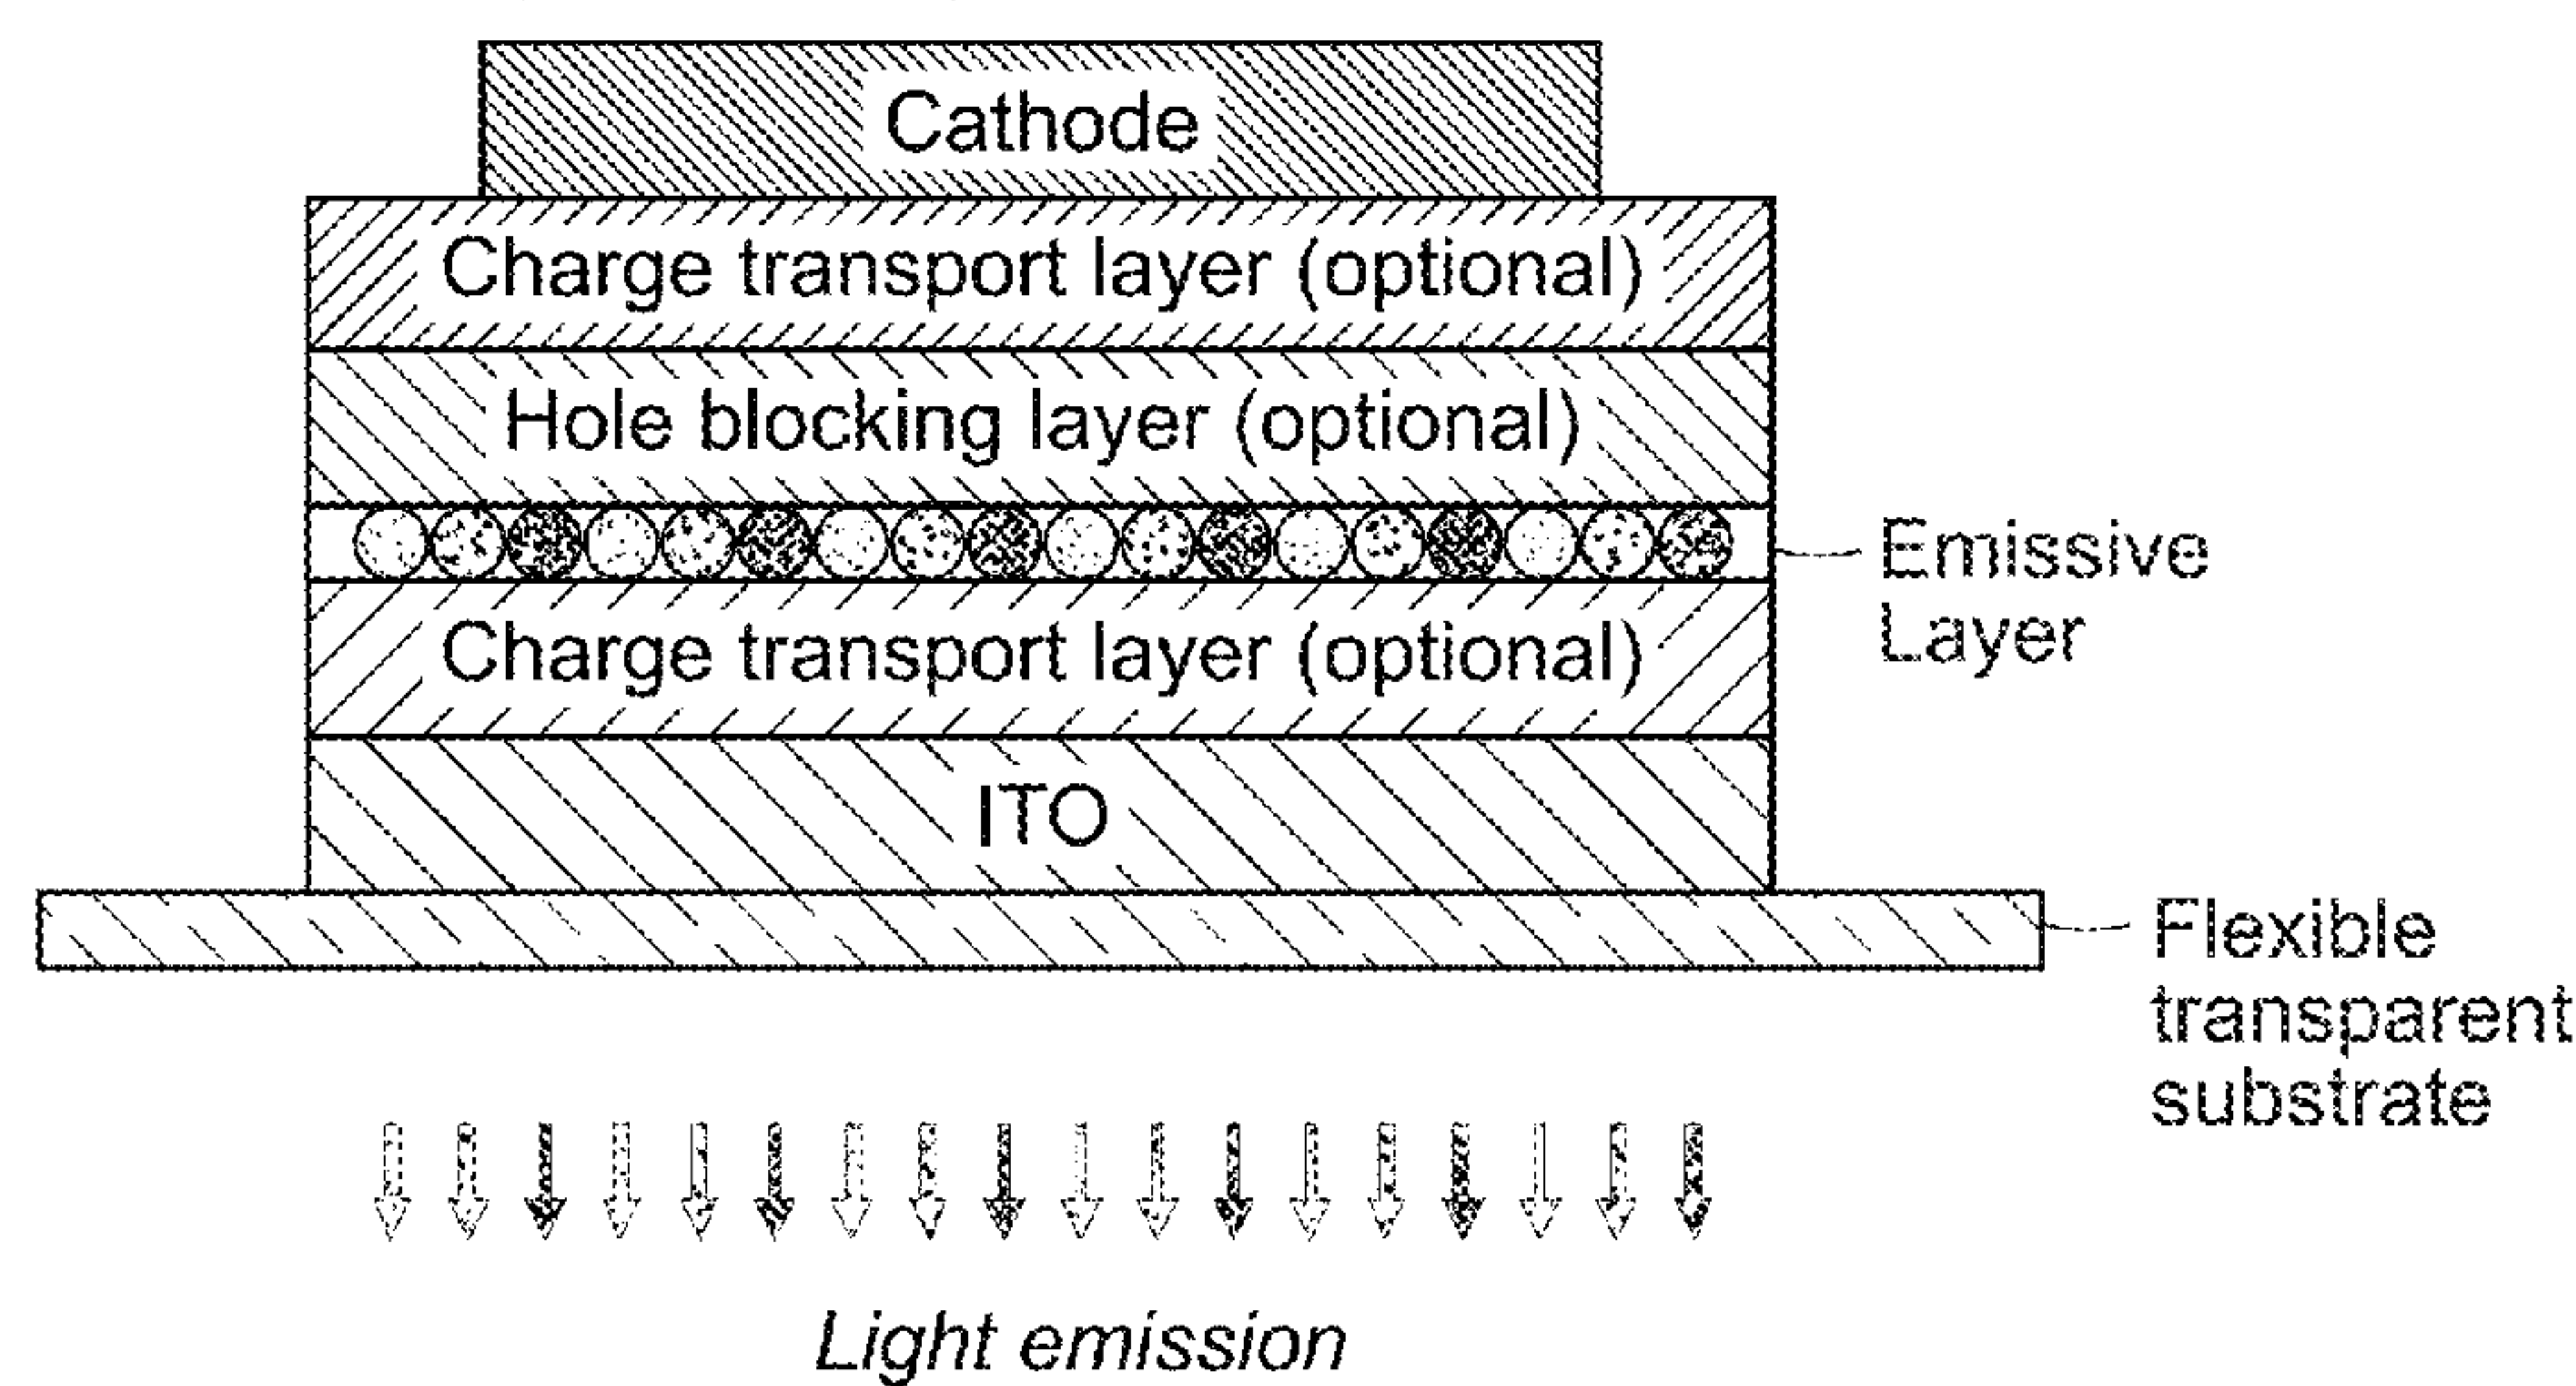 Cathode
Charge transport layer (optional)
Hole blocking layer (optional)
Emissive
Layer
Charge transport layer (optional)
ITO
Flexible
transparent
substrate
Light emission